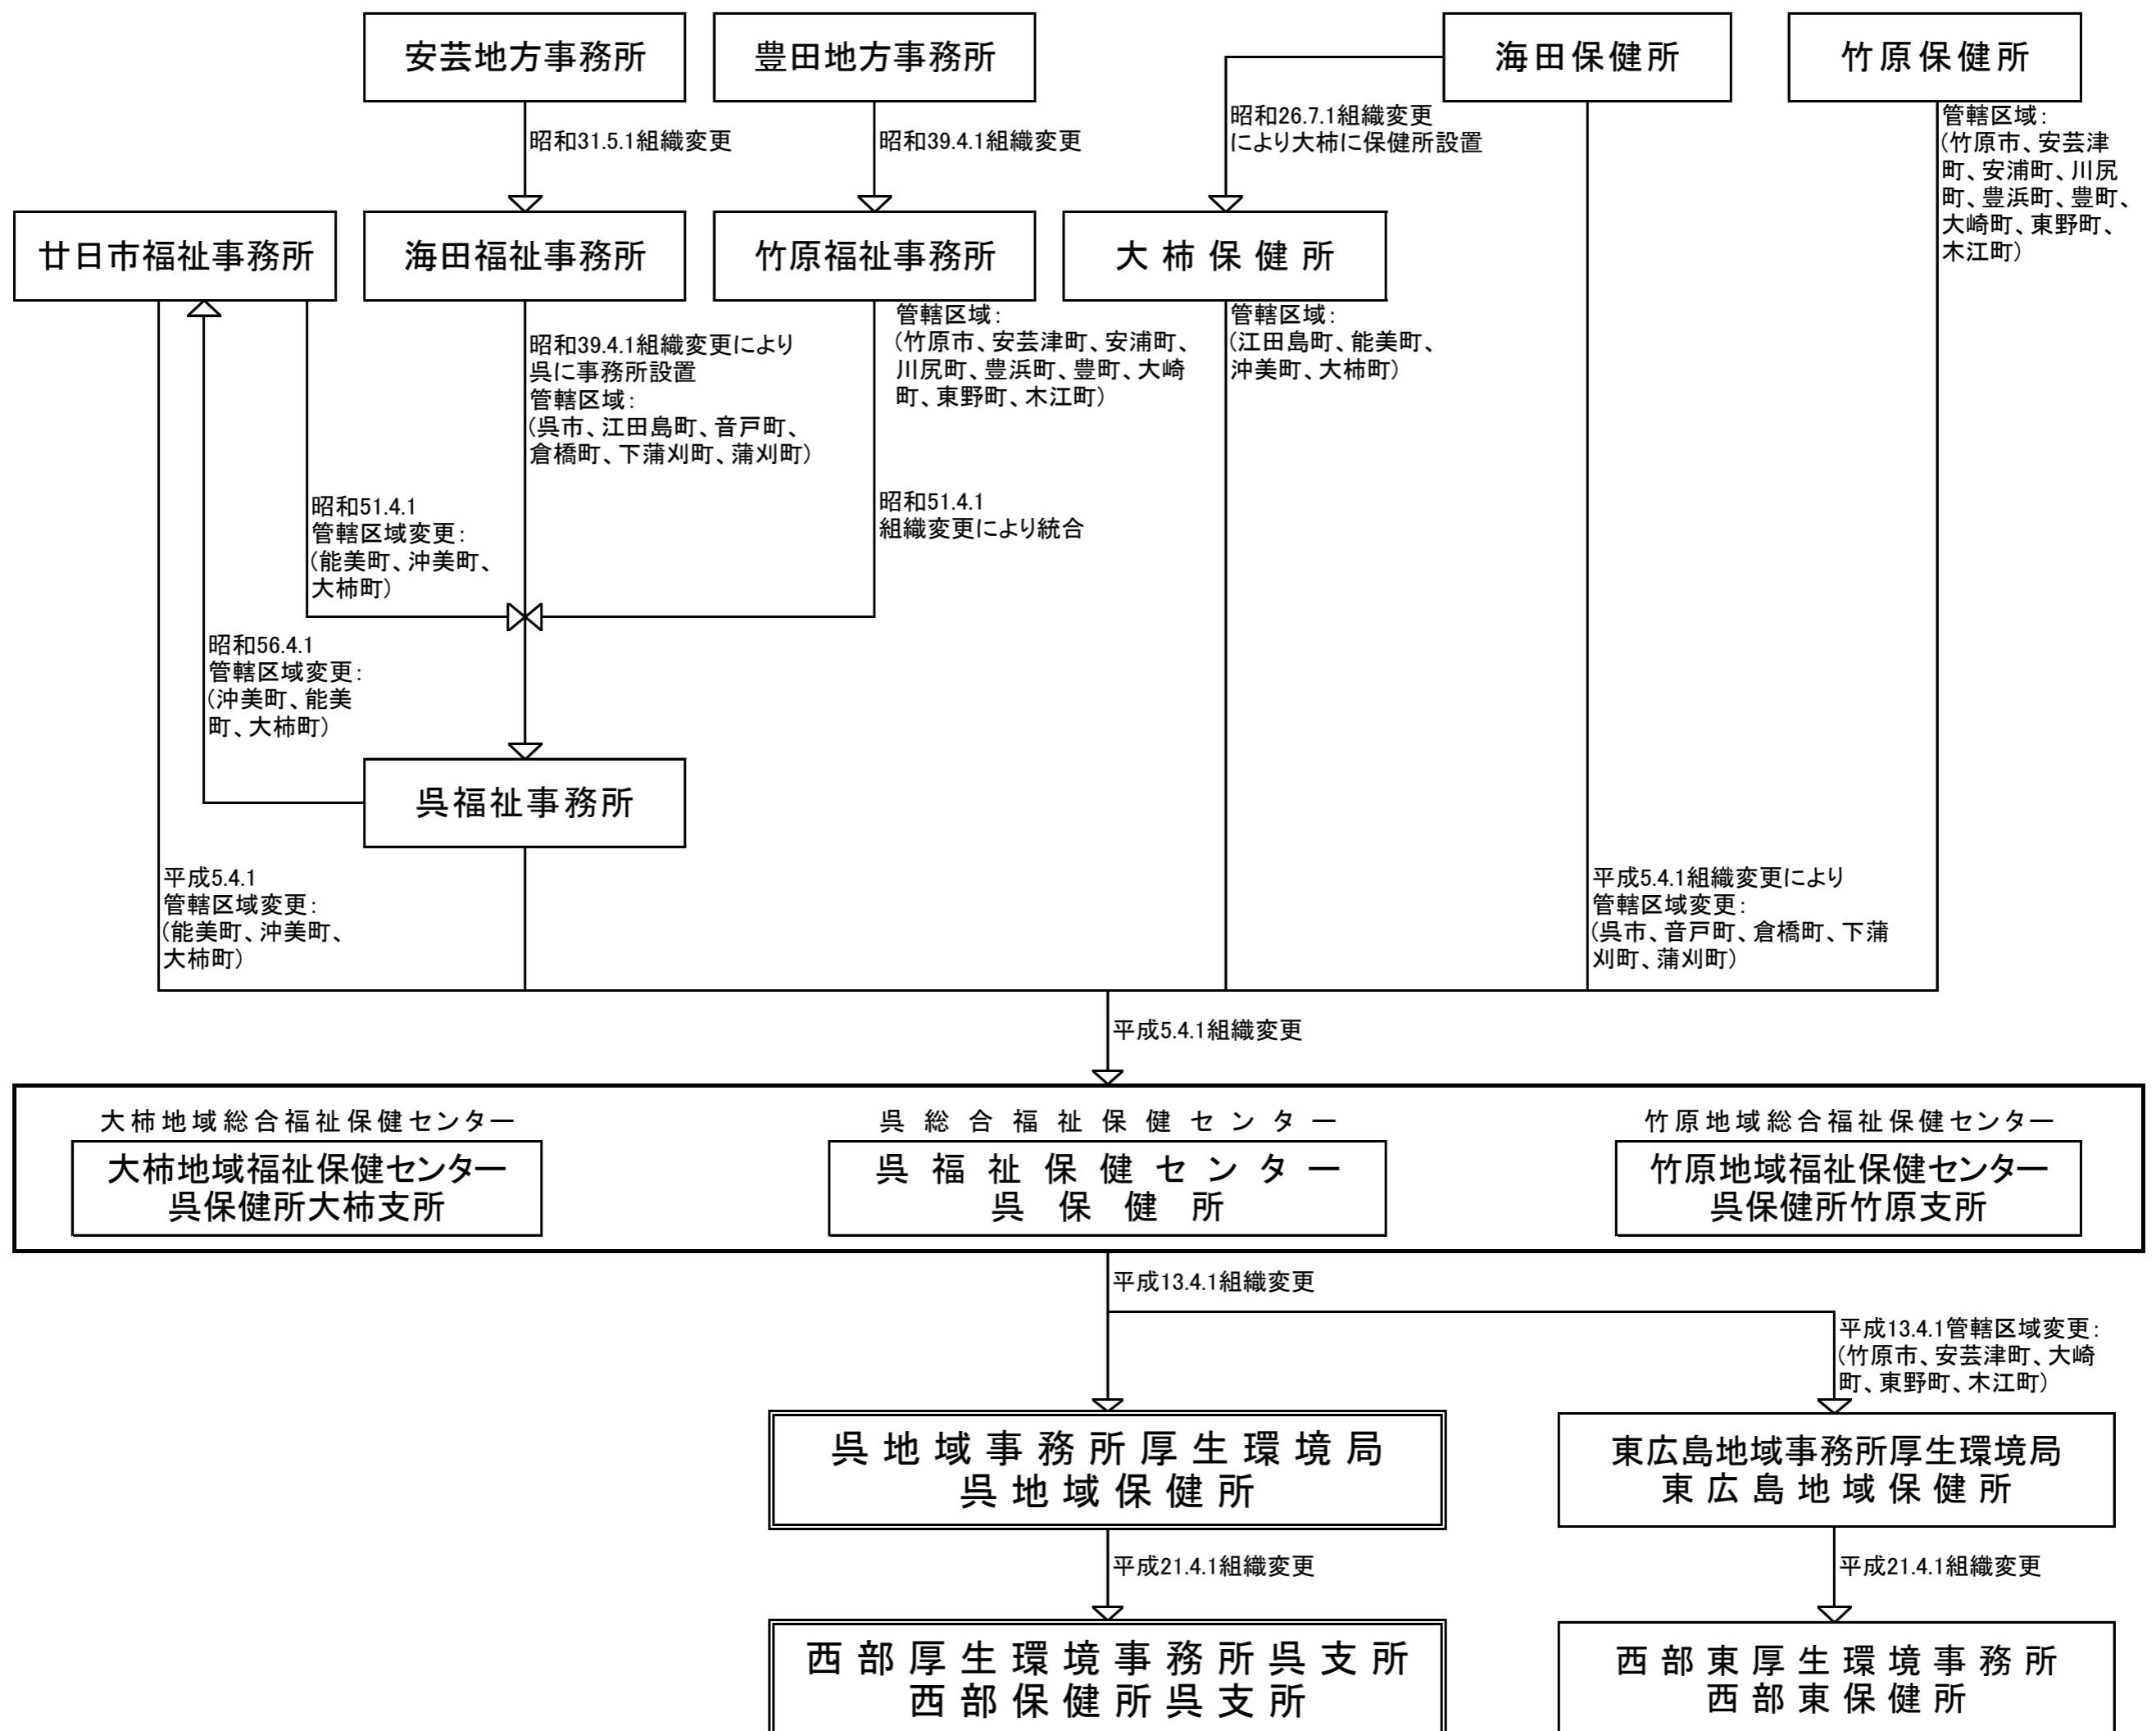 安芸地方事務所
豊田地方事務所
海田保健所
竹原保健所
昭和31.5.1組織変更
昭和39.4.1組織変更
昭和26.7.1組織変更
により大柿に保健所設置
管轄区域：
(竹原市、安芸津
町、安浦町、川尻
町、豊浜町、豊町、
大崎町、東野町、
木江町)
廿日市福祉事務所
海田福祉事務所
竹原福祉事務所
大柿保健所
昭和39.4.1組織変更により
呉に事務所設置
管轄区域：
(呉市、江田島町、音戸町、
倉橋町、下蒲刈町、蒲刈町)
管轄区域：
(竹原市、安芸津町、安浦町、
川尻町、豊浜町、豊町、大崎
町、東野町、木江町)
管轄区域：
(江田島町、能美町、
沖美町、大柿町)
昭和51.4.1
管轄区域変更：
(能美町、沖美町、
大柿町)
昭和51.4.1
組織変更により統合
昭和56.4.1
管轄区域変更：
(沖美町、能美
町、大柿町)
呉福祉事務所
平成5.4.1
管轄区域変更：
(能美町、沖美町、
大柿町)
平成5.4.1組織変更により
管轄区域変更：
(呉市、音戸町、倉橋町、下蒲
刈町、蒲刈町)
平成5.4.1組織変更
大柿地域総合福祉保健センター
大柿地域福祉保健センター
呉保健所大柿支所
呉総合福祉保健センター
呉福祉保健センター
呉保健所
竹原地域総合福祉保健センター
竹原地域福祉保健センター
呉保健所竹原支所
平成13.4.1組織変更
平成13.4.1管轄区域変更：
(竹原市、安芸津町、大崎
町、東野町、木江町)
呉地域事務所厚生環境局
呉地域保健所
東広島地域事務所厚生環境局
東広島地域保健所
平成21.4.1組織変更
平成21.4.1組織変更
西部厚生環境事務所呉支所
西部保健所呉支所
西部東厚生環境事務所
西部東保健所